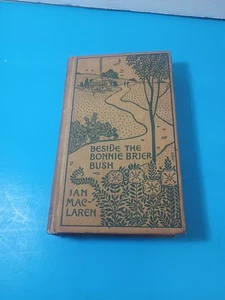 BESIDE THE
BONNIE BRIER
BUSH
IAN
MAC-
LAREN